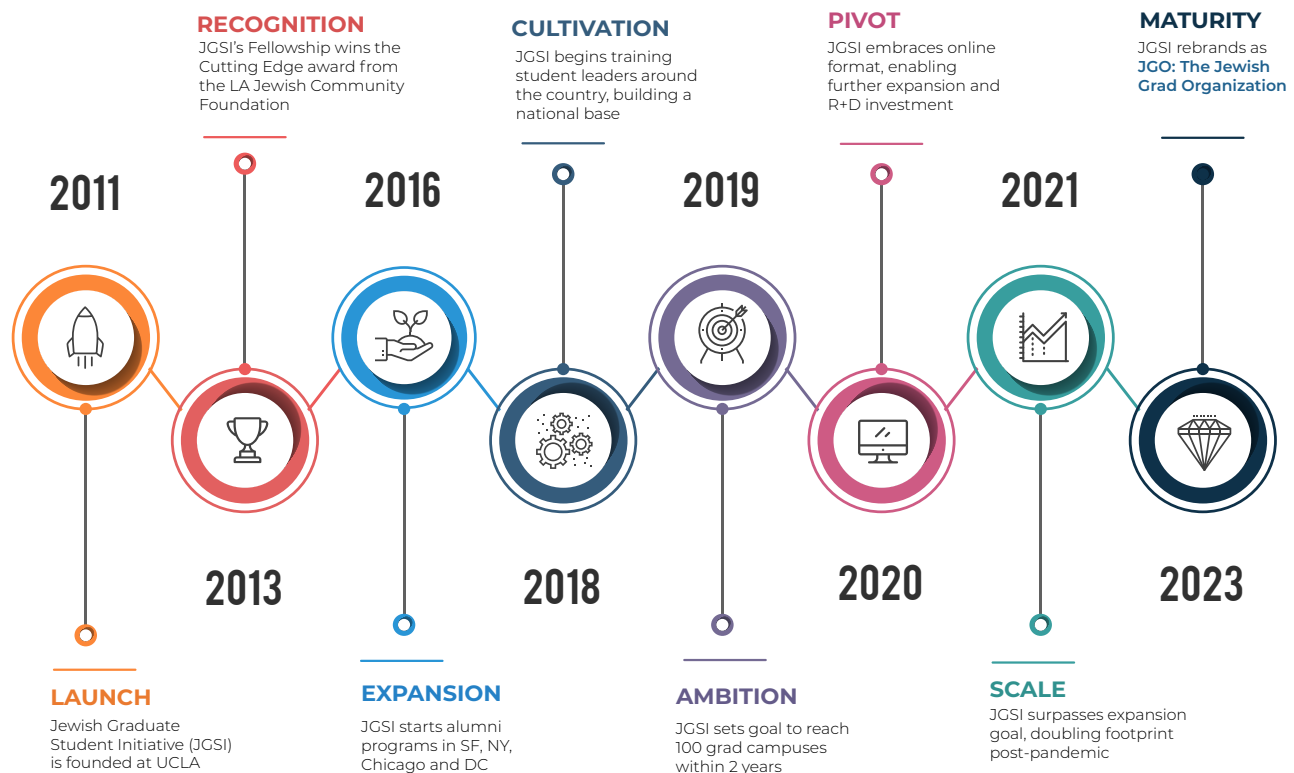 RECOGNITION
JGSI's Fellowship wins the
Cutting Edge award from
the LA Jewish Community
Foundation
CULTIVATION
JGSI begins training
student leaders around
the country, building a
national base
PIVOT
JGSI embraces online
format, enabling
further expansion and
R+D investment
MATURITY
JGSI rebrands as
JGO: The Jewish
Grad Organization
2011
2016
2019
2021
2013
2018
2020
2023
LAUNCH
Jewish Graduate
Student Initiative (JGSI)
is founded at UCLA
EXPANSION
JGSI starts alumni
programs in SF, NY,
Chicago and DC
AMBITION
JGSI sets goal to reach
100 grad campuses
within 2 years
SCALE
JGSI surpasses expansion
goal, doubling footprint
post-pandemic